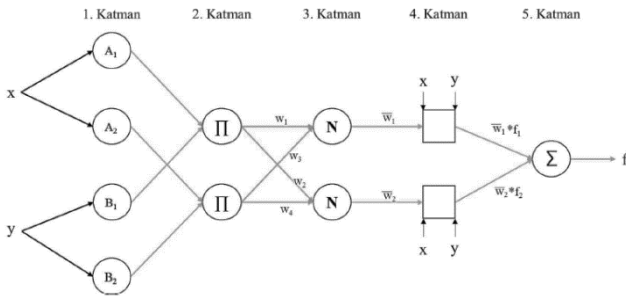 1. Katman 2. Katman 3. Katman 4. Katman 5. Katman
A₁
x y
x
w₁ w̅₁
A₂ ∏ N w̅₁*f₁
w₃
Σ f
w₂
B₁ ∏ N w̅₂*f₂
w₄ w̅₂
y
x y
B₂